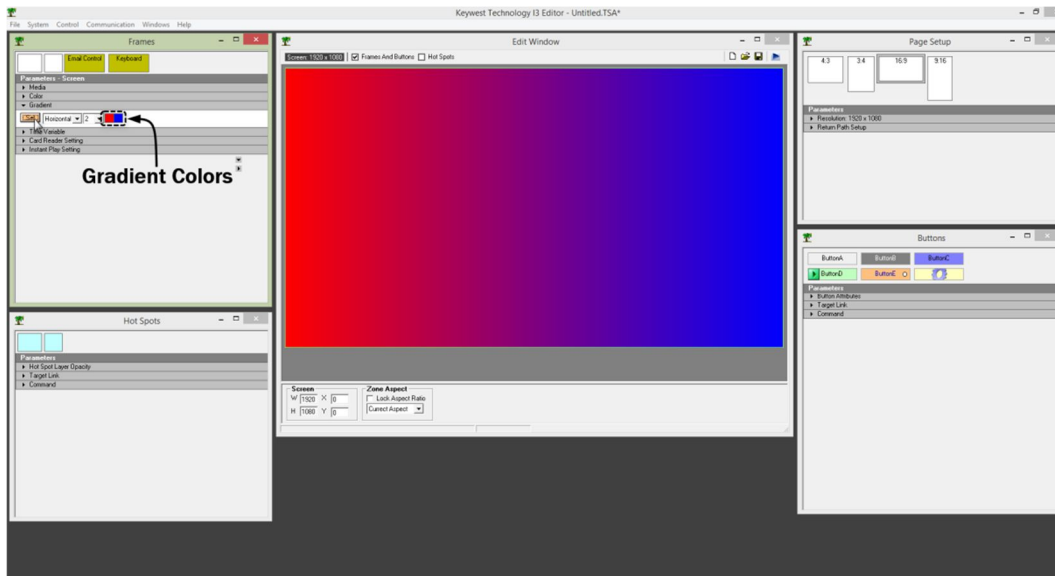 Keywest Technology I3 Editor - Untitled.TSA*
File System Control Communication Windows Help
Frames
Email Control Keyboard
Parameters - Screen
Media
Color
Gradient
Set Horizontal 2
Time Variable
Card Reader Setting
Instant Play Setting
Gradient Colors
Hot Spots
Parameters
Hot Spot Layer Opacity
Target Link
Command
Edit Window
Screen: 1920 x 1080 Frames And Buttons Hot Spots
Screen
W 1920 X 0
H 1080 Y 0
Zone Aspect
Lock Aspect Ratio
Current Aspect
Page Setup
4:3 3:4 16:9 9:16
Parameters
Resolution: 1920 x 1080
Return Path Setup
Buttons
ButtonA ButtonB ButtonC
ButtonD ButtonE
Parameters
Button Attributes
Target Link
Command